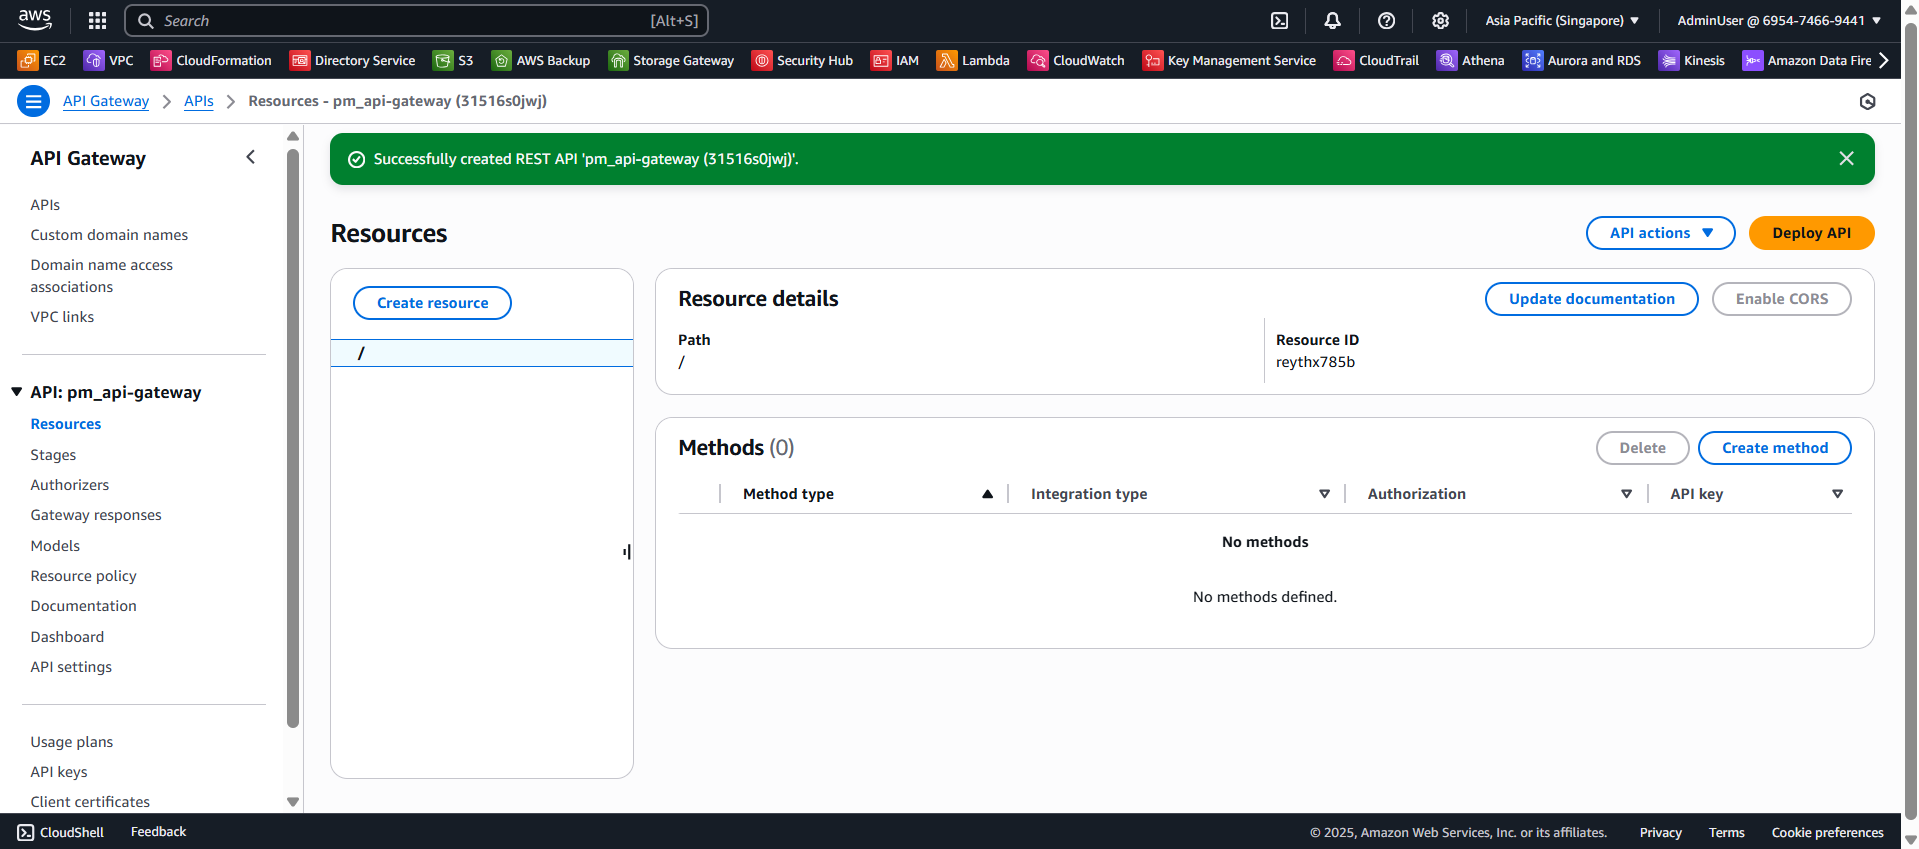 aws
Search [Alt+S]
Asia Pacific (Singapore)
AdminUser @ 6954-7466-9441
EC2 VPC CloudFormation Directory Service S3 AWS Backup Storage Gateway Security Hub IAM Lambda CloudWatch Key Management Service CloudTrail Athena Aurora and RDS Kinesis Amazon Data Fire
API Gateway APIs Resources - pm_api-gateway (31516s0jwj)
API Gateway
APIs
Custom domain names
Domain name access
associations
VPC links
API: pm_api-gateway
Resources
Stages
Authorizers
Gateway responses
Models
Resource policy
Documentation
Dashboard
API settings
Usage plans
API keys
Client certificates
Successfully created REST API 'pm_api-gateway (31516s0jwj)'.
Resources
API actions
Deploy API
Create resource
/
Resource details
Update documentation
Enable CORS
Path
/
Resource ID
reythx785b
Methods (0)
Delete
Create method
Method type Integration type Authorization API key
No methods
No methods defined.
CloudShell Feedback
© 2025, Amazon Web Services, Inc. or its affiliates. Privacy Terms Cookie preferences